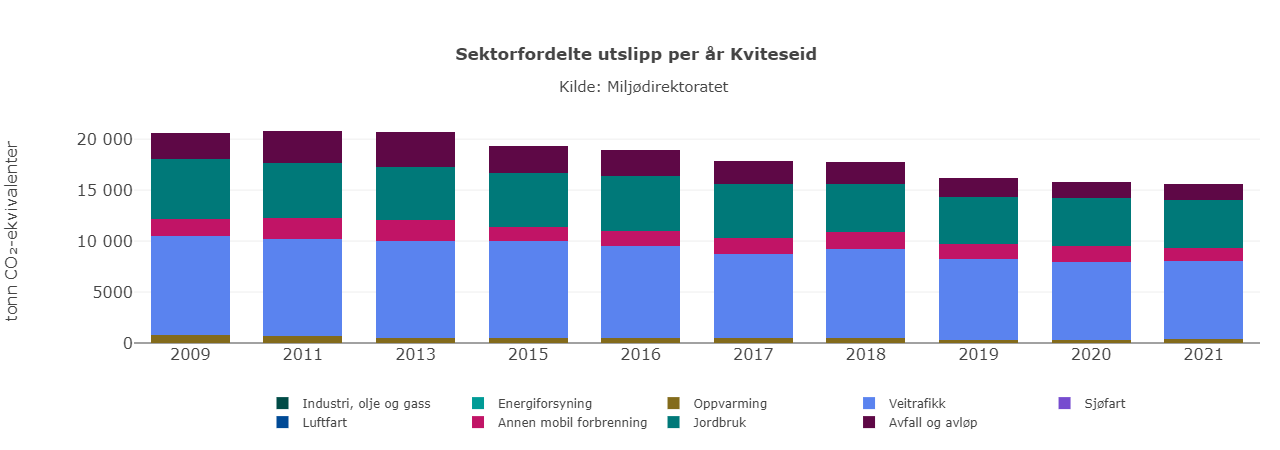 Sektorfordelte utslipp per år Kviteseid
Kilde: Miljødirektoratet
tonn CO₂-ekvivalenter
20 000
15 000
10 000
5000
0
2009 2011 2013 2015 2016 2017 2018 2019 2020 2021
Industri, olje og gass Energiforsyning Oppvarming Veitrafikk Sjøfart
Luftfart Annen mobil forbrenning Jordbruk Avfall og avløp